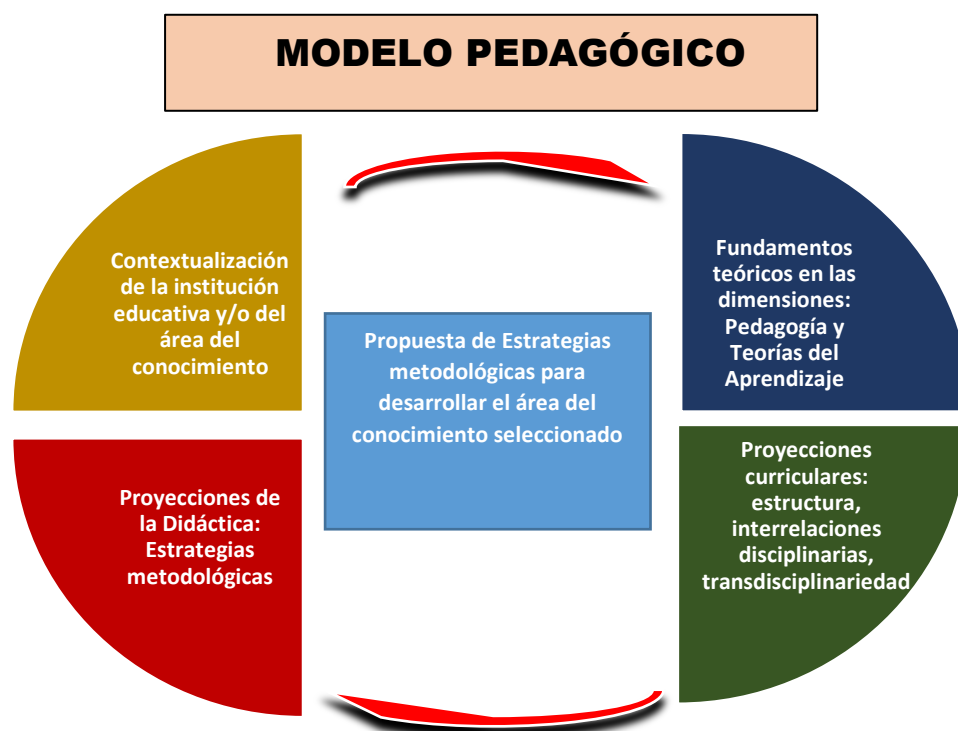 MODELO PEDAGÓGICO
Contextualización
de la institución
educativa y/o del
área del
conocimiento
Fundamentos
teóricos en las
dimensiones:
Pedagogía y
Teorías del
Aprendizaje
Propuesta de Estrategias
metodológicas para
desarrollar el área del
conocimiento seleccionado
Proyecciones de
la Didáctica:
Estrategias
metodológicas
Proyecciones
curriculares:
estructura,
interrelaciones
disciplinarias,
transdisciplinariedad